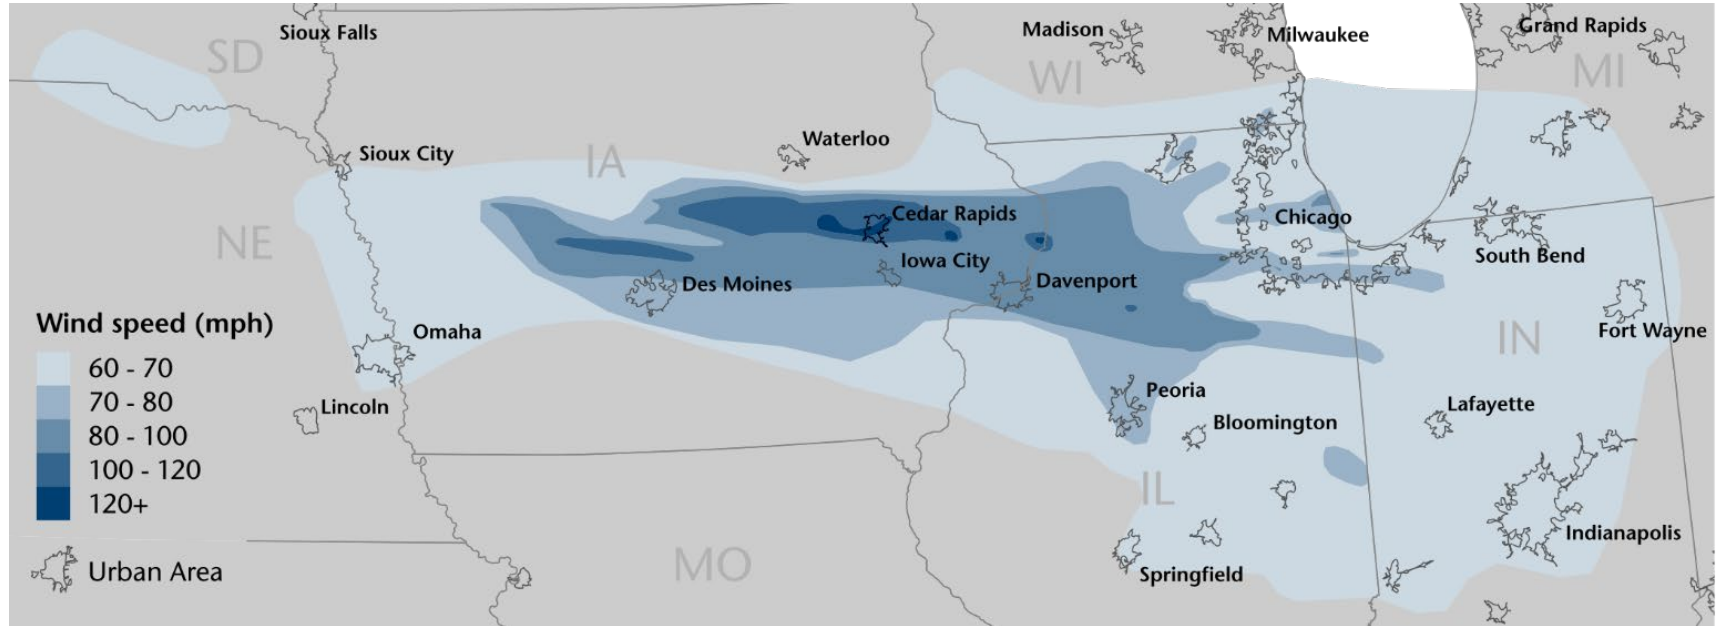 Sioux Falls
Madison
Milwaukee
Grand Rapids
SD
WI
MI
Waterloo
Sioux City
IA
Cedar Rapids
Chicago
NE
Iowa City
South Bend
Des Moines
Davenport
Wind speed (mph)
Omaha
Fort Wayne
IN
60 - 70
70 - 80
Peoria
Lincoln
Lafayette
80 - 100
Bloomington
100 - 120
IL
120+
Indianapolis
MO
Urban Area
Springfield